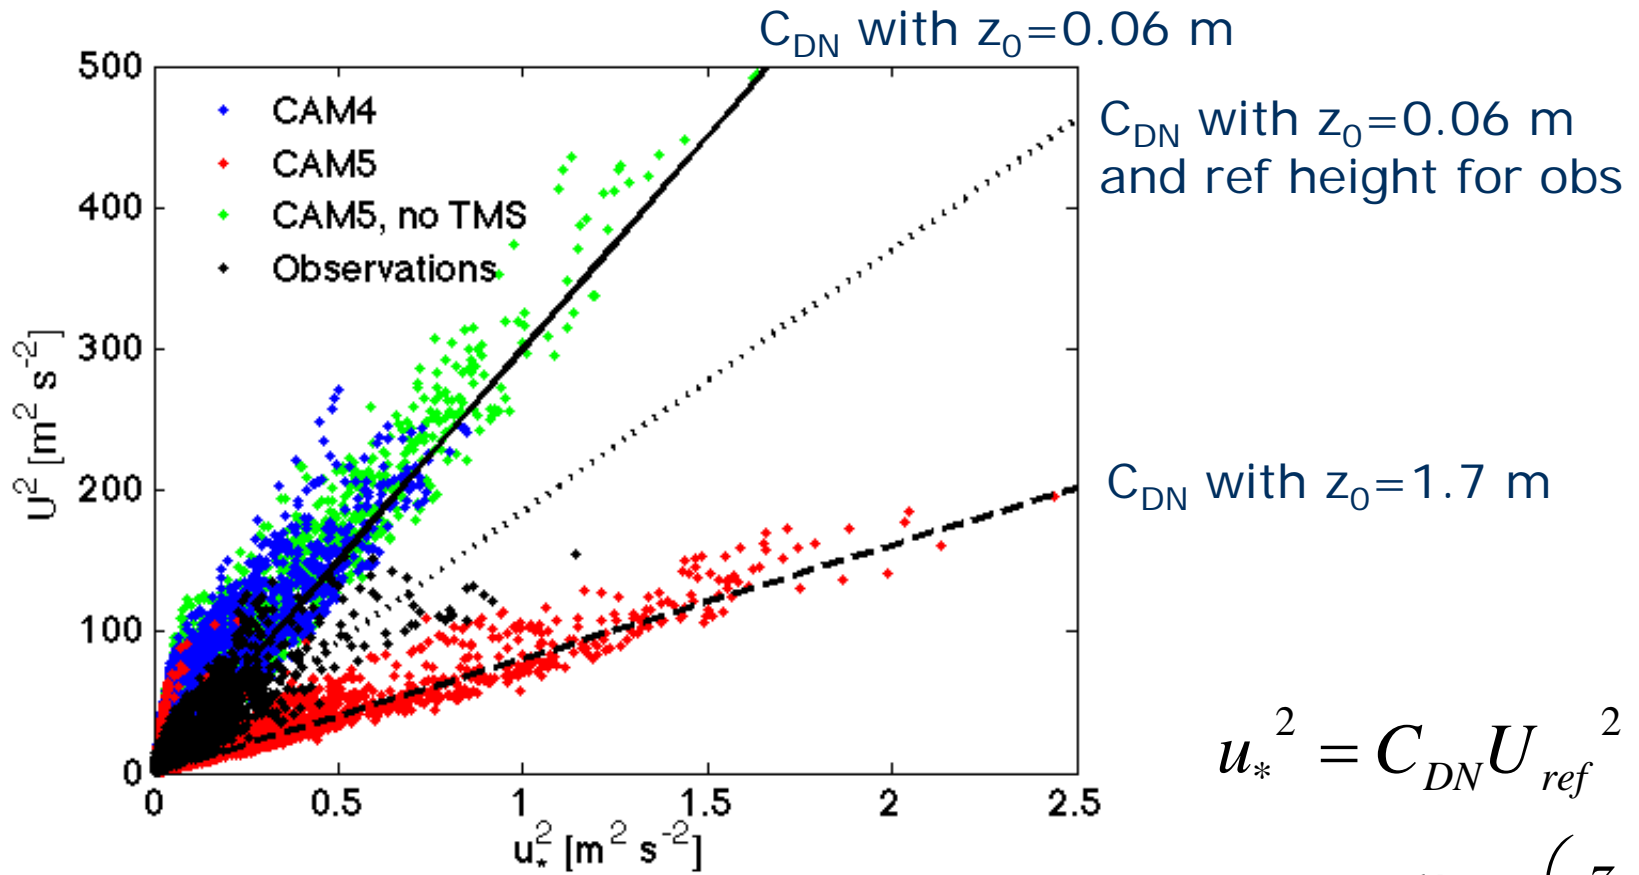 C_DN with z_0=0.06 m
500
400
300
200
100
0
U^2 [m^2 s^-2]
CAM4
CAM5
CAM5, no TMS
Observations
C_DN with z_0=0.06 m
and ref height for obs
C_DN with z_0=1.7 m
0 0.5 1 1.5 2 2.5
u_*^2 [m^2 s^-2]
u_*^2 = C_DN U_ref^2